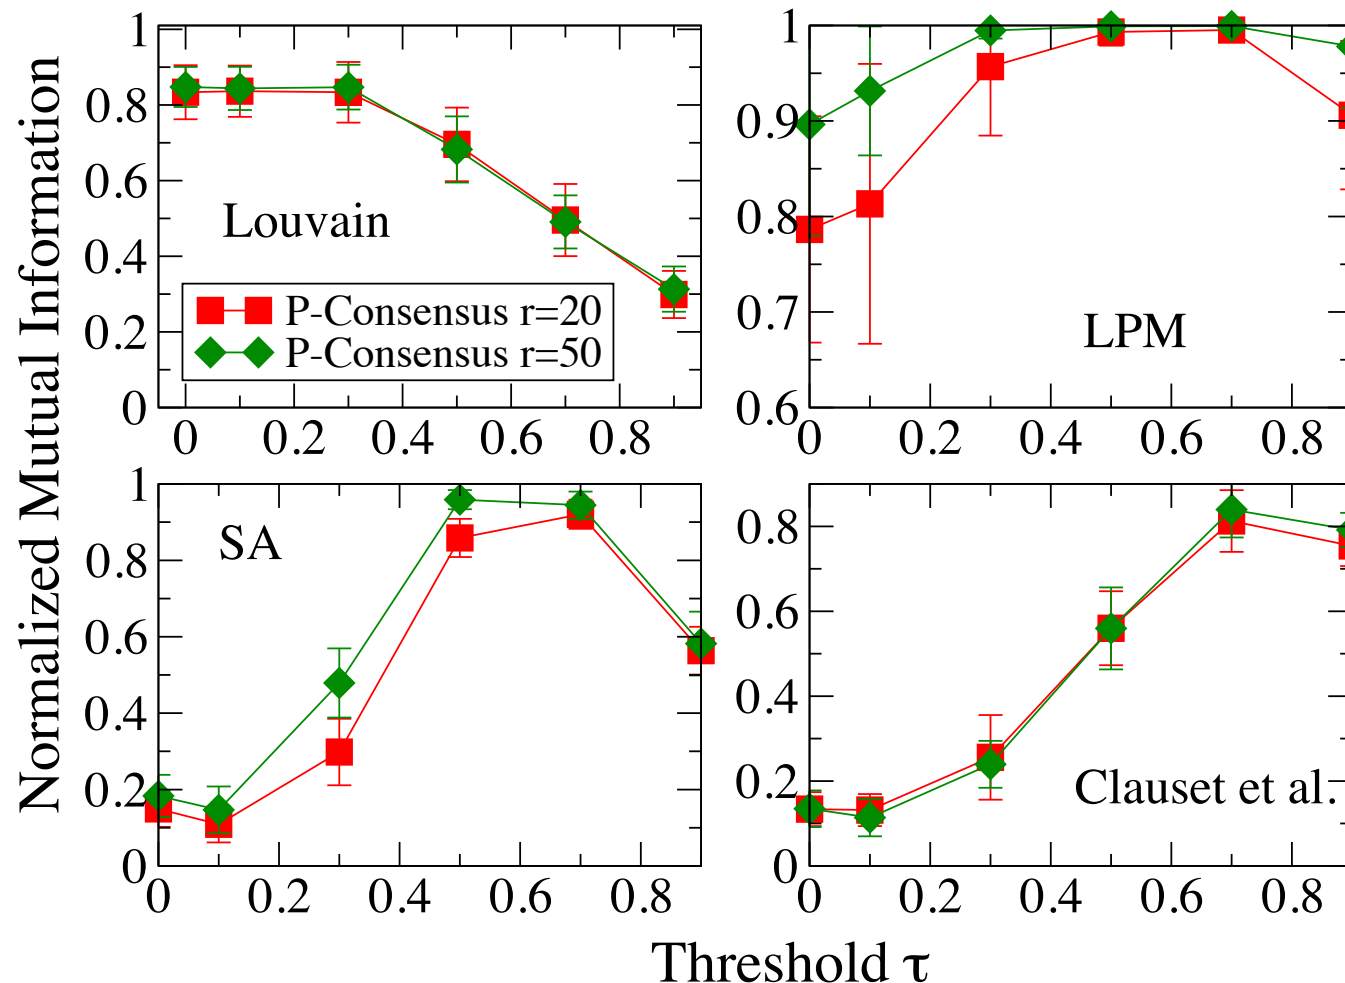 Normalized Mutual Information
1
0.8
0.6
0.4
0.2
0
Louvain
P-Consensus r=20
P-Consensus r=50
0 0.2 0.4 0.6 0.8
1
0.9
0.8
0.7
0.6
LPM
0 0.2 0.4 0.6 0.8
1
0.8
0.6
0.4
0.2
0
SA
0 0.2 0.4 0.6 0.8
0.8
0.6
0.4
0.2
0
Clauset et al.
0 0.2 0.4 0.6 0.8
Threshold τ